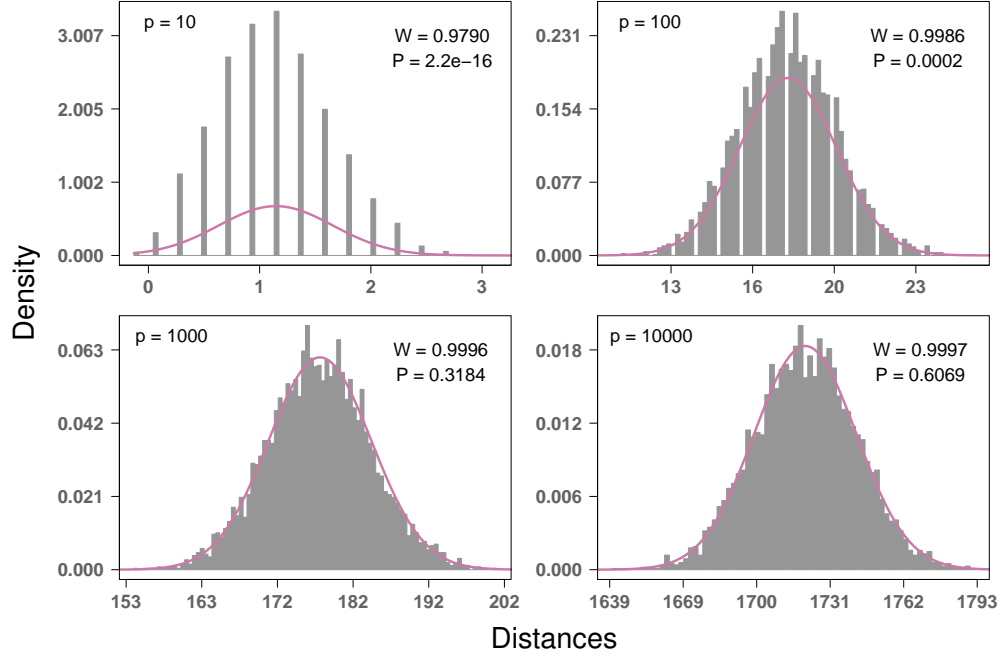 p = 10
W = 0.9790
P = 2.2e−16
3.007
2.005
1.002
0.000
0 1 2 3
p = 100
W = 0.9986
P = 0.0002
0.231
0.154
0.077
0.000
13 16 20 23
Density
p = 1000
W = 0.9996
P = 0.3184
0.063
0.042
0.021
0.000
153 163 172 182 192 202
p = 10000
W = 0.9997
P = 0.6069
0.018
0.012
0.006
0.000
1639 1669 1700 1731 1762 1793
Distances